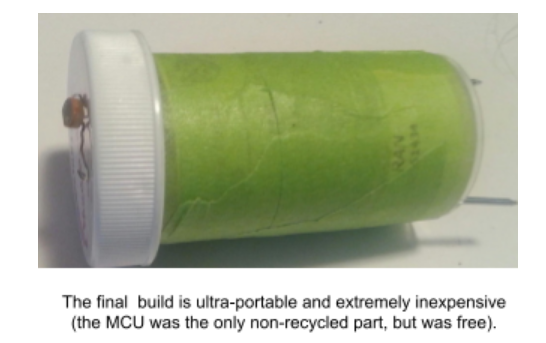 The final  build is ultra-portable and extremely inexpensive
(the MCU was the only non-recycled part, but was free).